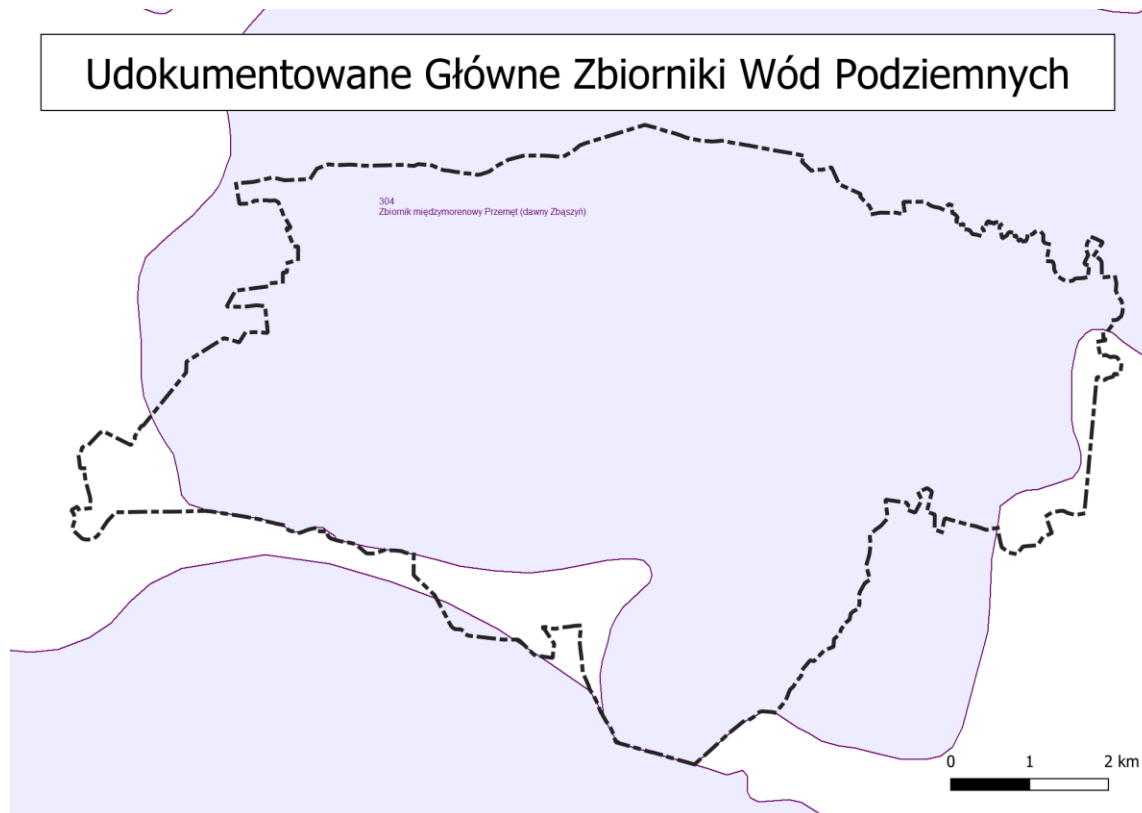 Udokumentowane Główne Zbiorniki Wód Podziemnych
304
Zbiornik międzymorenowy Przemęt (dawny Zbąszyń)
0 1 2 km